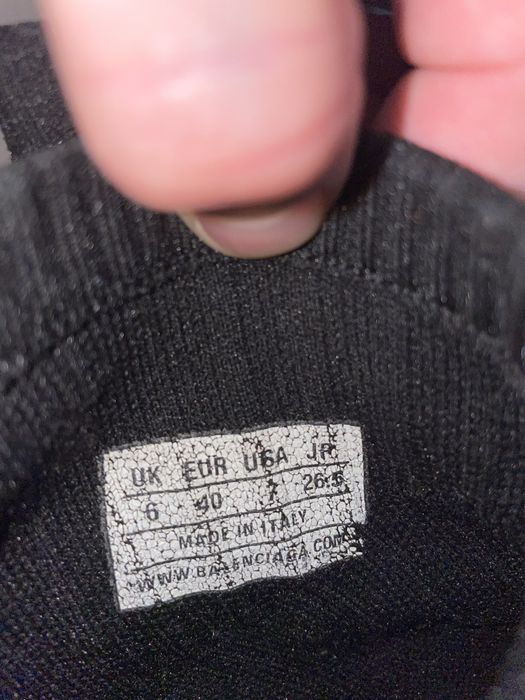 UK EUR USA JP
6 40 7 26.5
MADE IN ITALY
WWW.BALENCIAGA.COM